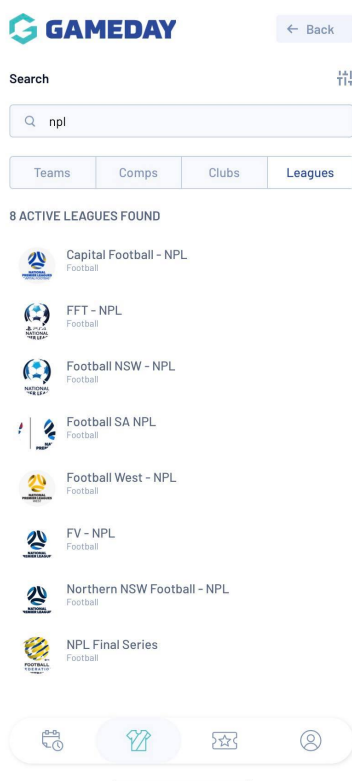 GAMEDAY
← Back
Search
npl
Teams Comps Clubs Leagues
8 ACTIVE LEAGUES FOUND
Capital Football - NPL
Football
FFT - NPL
Football
Football NSW - NPL
Football
Football SA NPL
Football
Football West - NPL
Football
FV - NPL
Football
Northern NSW Football - NPL
Football
NPL Final Series
Football